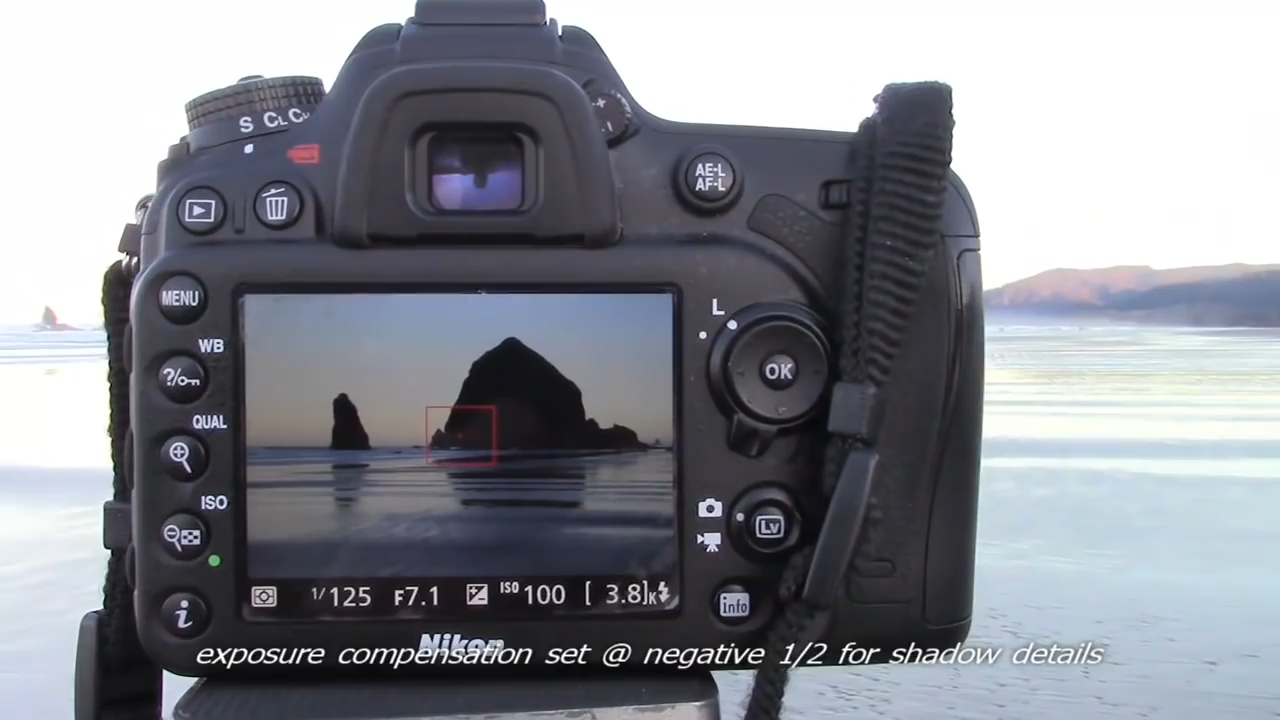 S CL CH
AE-L
AF-L
MENU
L
WB
OK
QUAL
ISO
Lv
1/125 F7.1 ISO 100 [ 3.8]K
info
i
Nikon
exposure compensation set @ negative 1/2 for shadow details